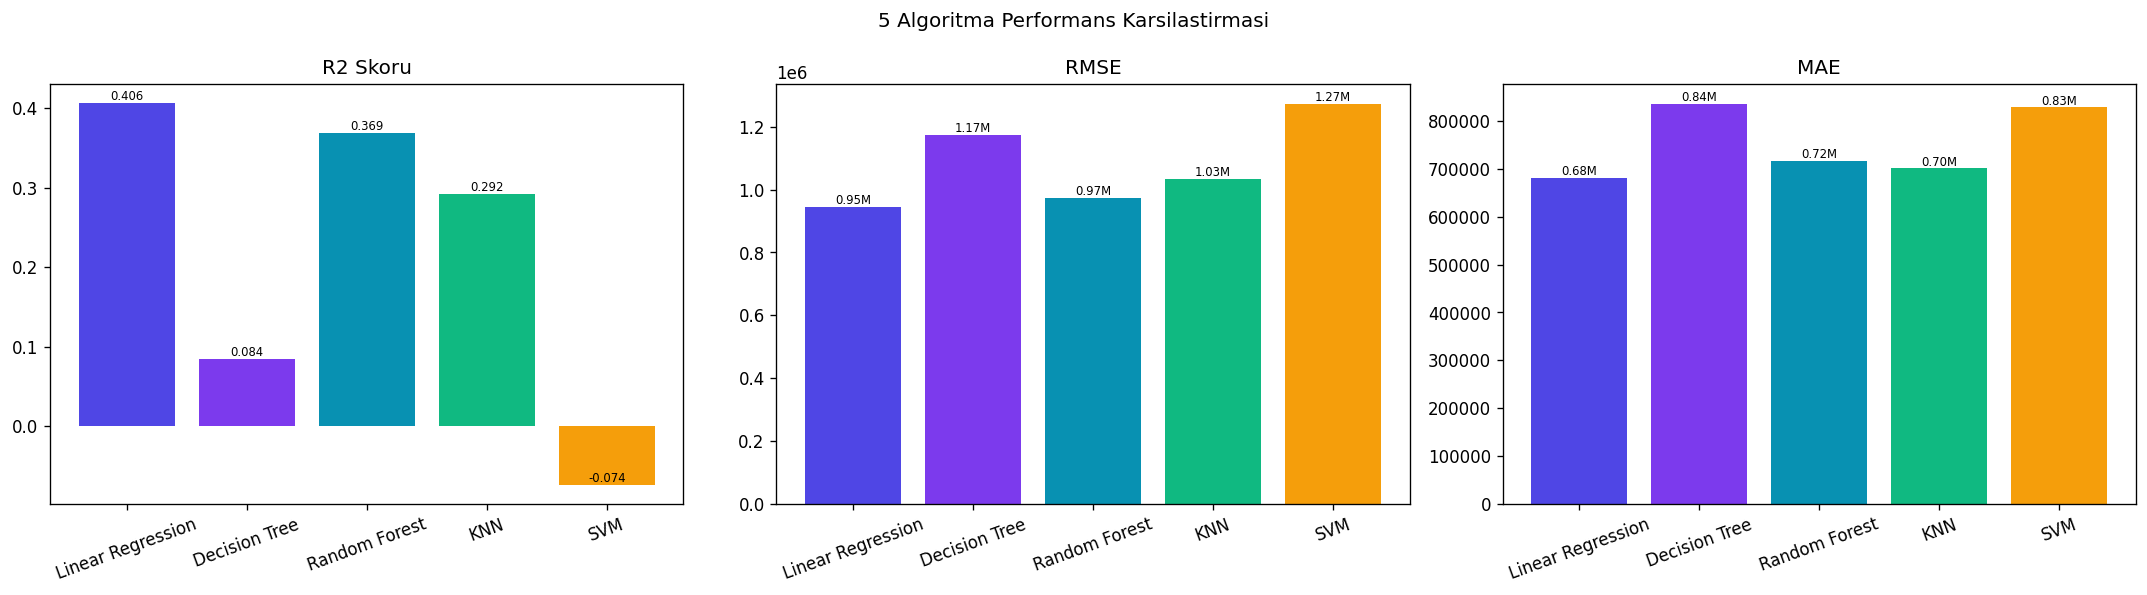 5 Algoritma Performans Karsilastirmasi
R2 Skoru
0.4
0.3
0.2
0.1
0.0
0.406
0.084
0.369
0.292
-0.074
Linear Regression
Decision Tree
Random Forest
KNN
SVM
RMSE
1e6
1.2
1.0
0.8
0.6
0.4
0.2
0.0
0.95M
1.17M
0.97M
1.03M
1.27M
Linear Regression
Decision Tree
Random Forest
KNN
SVM
MAE
800000
700000
600000
500000
400000
300000
200000
100000
0
0.68M
0.84M
0.72M
0.70M
0.83M
Linear Regression
Decision Tree
Random Forest
KNN
SVM